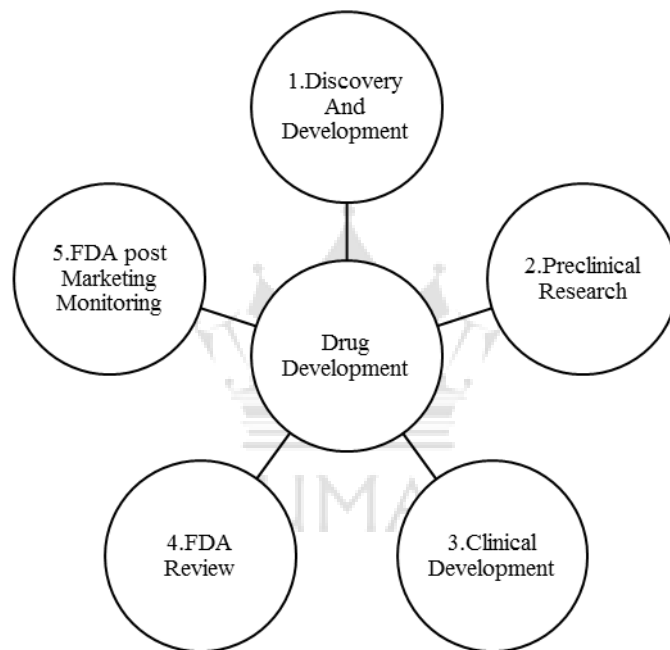 1.Discovery
And
Development
5.FDA post
Marketing
Monitoring
2.Preclinical
Research
Drug
Development
4.FDA
Review
3.Clinical
Development